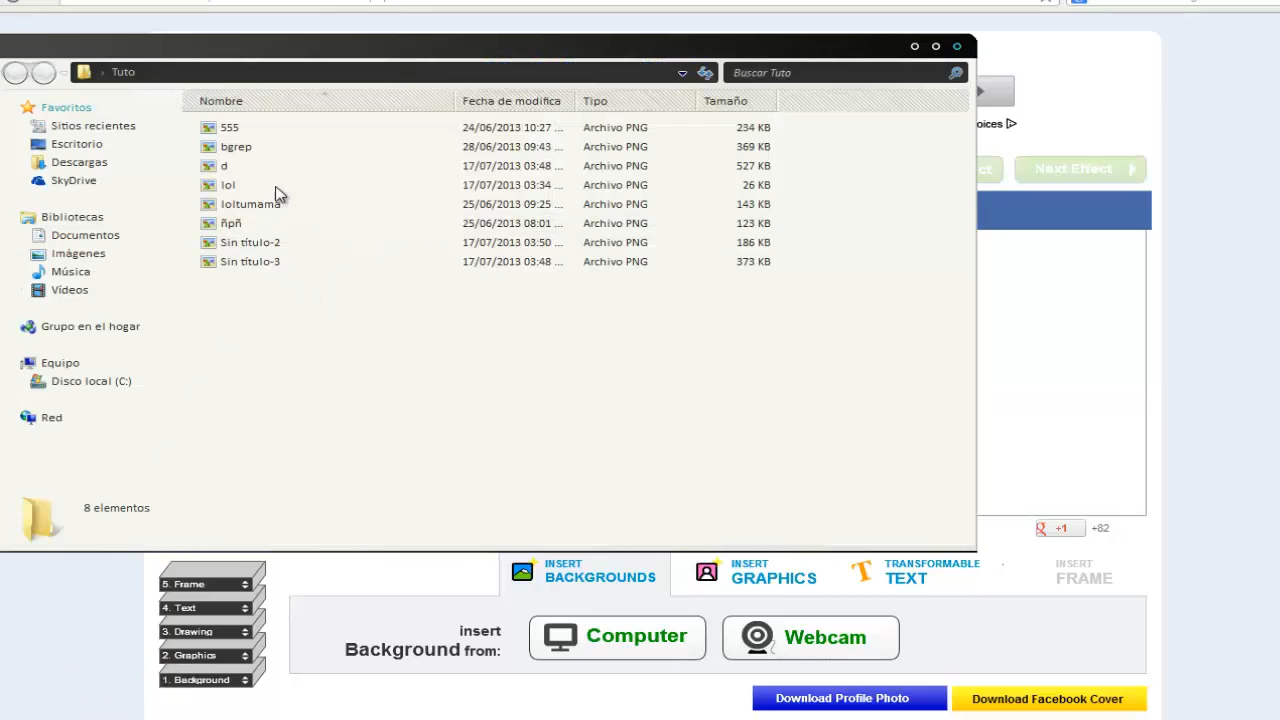 Tuto
Buscar Tuto
Nombre
Fecha de modifica
Tipo
Tamaño
555 24/06/2013 10:27 ... Archivo PNG 234 KB
bgrep 28/06/2013 09:43 ... Archivo PNG 369 KB
d 17/07/2013 03:48 ... Archivo PNG 527 KB
lol 17/07/2013 03:34 ... Archivo PNG 26 KB
loltumama 25/06/2013 09:25 ... Archivo PNG 143 KB
ñpñ 25/06/2013 08:01 ... Archivo PNG 123 KB
Sin título-2 17/07/2013 03:50 ... Archivo PNG 186 KB
Sin título-3 17/07/2013 03:48 ... Archivo PNG 373 KB
Favoritos
Sitios recientes
Escritorio
Descargas
SkyDrive
Bibliotecas
Documentos
Imágenes
Música
Vídeos
Grupo en el hogar
Equipo
Disco local (C:)
Red
8 elementos
oices
ct
Next Effect
+1
+82
5. Frame
4. Text
3. Drawing
2. Graphics
1. Background
INSERT
BACKGROUNDS
INSERT
GRAPHICS
TRANSFORMABLE
TEXT
INSERT
FRAME
insert
Background from:
Computer
Webcam
Download Profile Photo
Download Facebook Cover